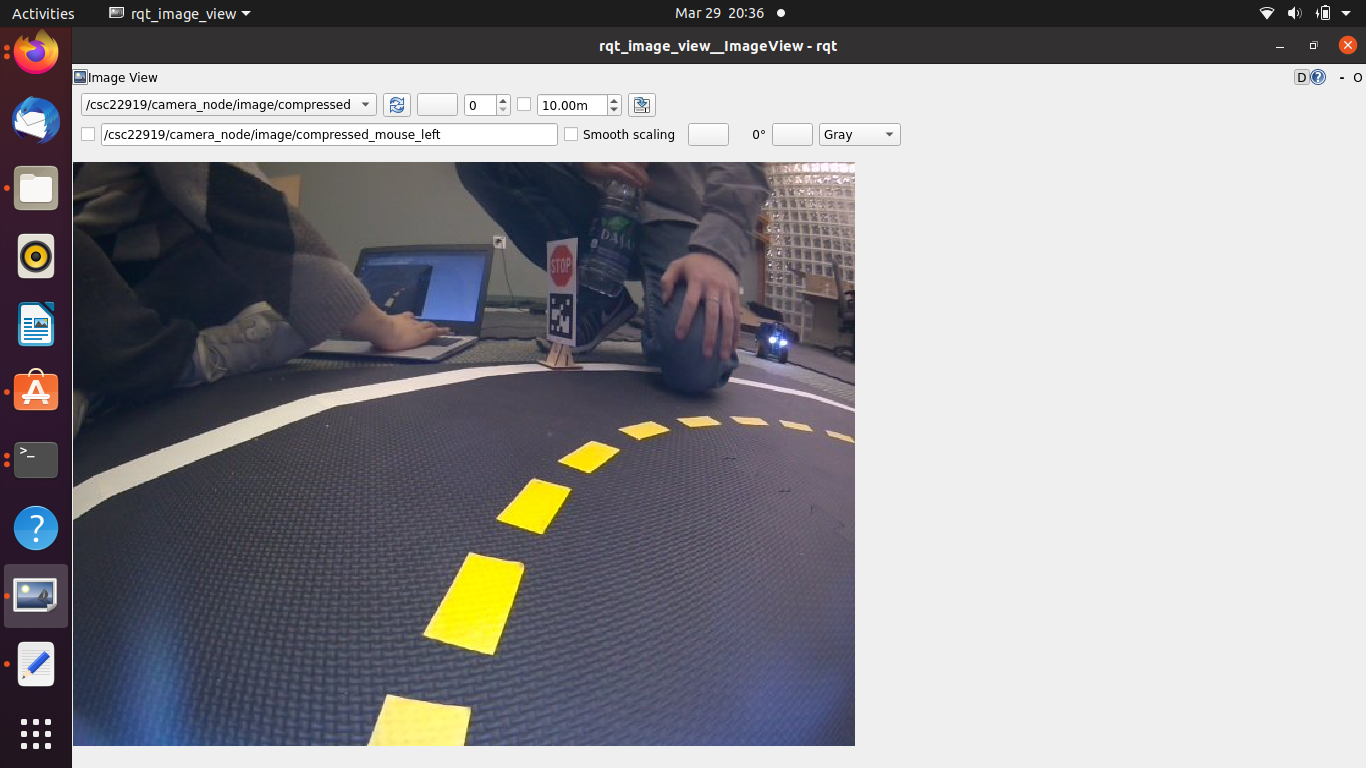 Activities
rqt_image_view
Mar 29 20:36
rqt_image_view__ImageView - rqt
Image View
D
- O
/csc22919/camera_node/image/compressed
0
10.00m
/csc22919/camera_node/image/compressed_mouse_left
Smooth scaling
0°
Gray
STOP
>_
?